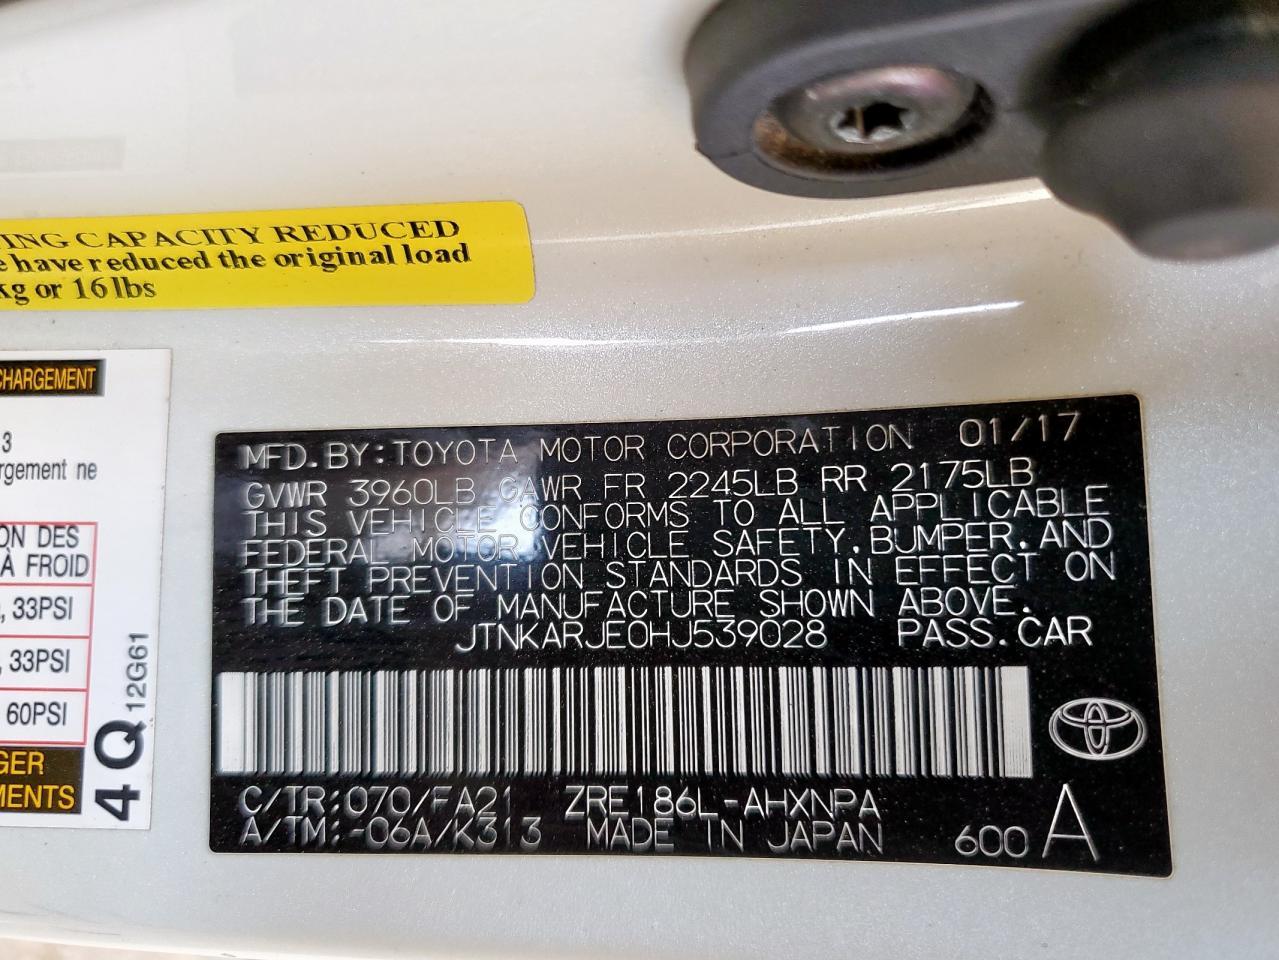 TING CAPACITY REDUCED
have reduced the original load
kg or 16 lbs
CHARGEMENT
3
rgement ne
ON DES
À FROID
, 33PSI
, 33PSI
60PSI
GER
MENTS
4Q 12G61
MFD.BY:TOYOTA MOTOR CORPORATION 01/17
GVWR 3960LB GAWR FR 2245LB RR 2175LB
THIS VEHICLE CONFORMS TO ALL APPLICABLE
FEDERAL MOTOR VEHICLE SAFETY,BUMPER,AND
THEFT PREVENTION STANDARDS IN EFFECT ON
THE DATE OF MANUFACTURE SHOWN ABOVE.
JTNKARJE0HJ539028 PASS.CAR
C/TR:070/FA21 ZRE186L-AHXNPA
A/TM:-06A/K313 MADE IN JAPAN 600 A